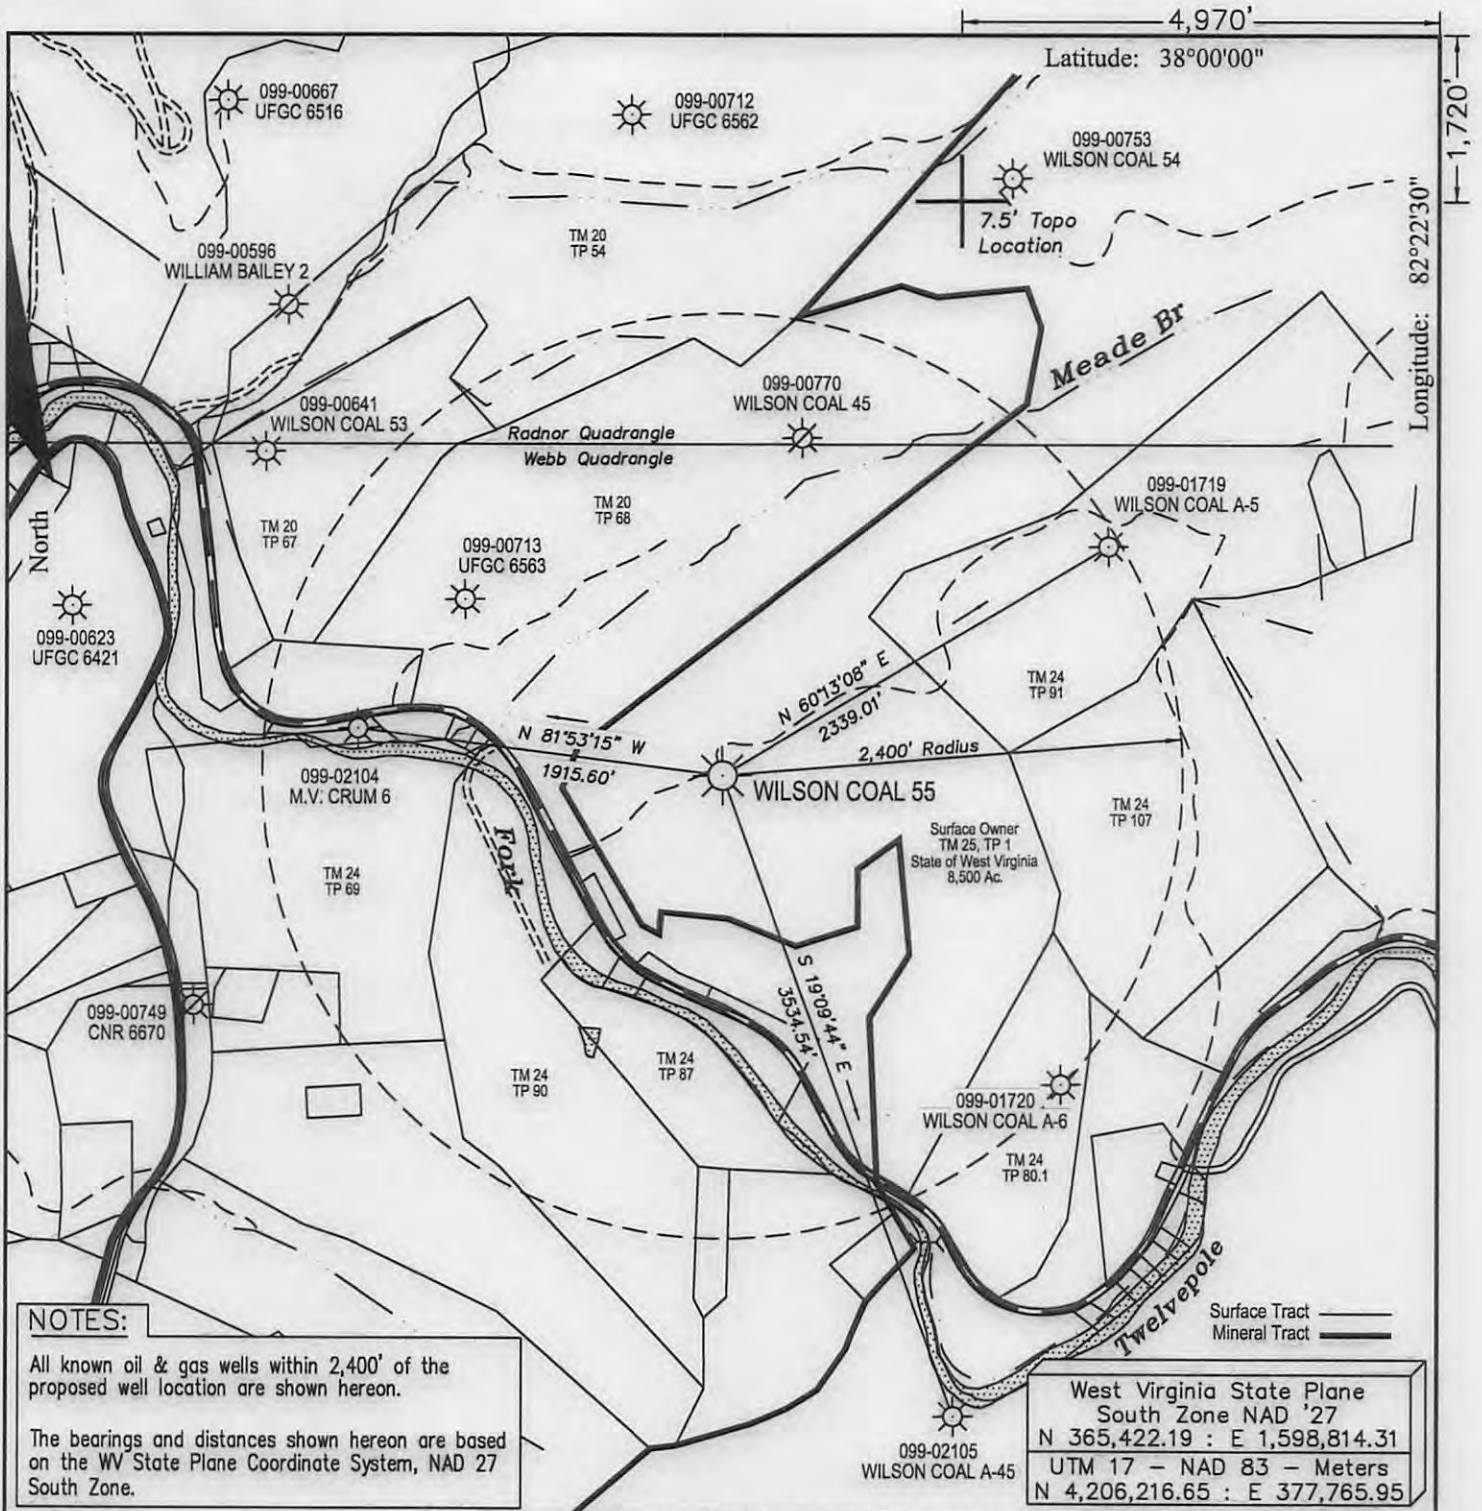 4,970'
Latitude: 38°00'00"
1,720'
099-00667
UFGC 6516
099-00712
UFGC 6562
099-00753
WILSON COAL 54
7.5' Topo
Location
Longitude: 82°22'30"
TM 20
TP 54
099-00596
WILLIAM BAILEY 2
Meade Br
099-00641
WILSON COAL 53
099-00770
WILSON COAL 45
Radnor Quadrangle
Webb Quadrangle
099-01719
WILSON COAL A-5
TM 20
TP 67
TM 20
TP 68
North
099-00713
UFGC 6563
099-00623
UFGC 6421
N 60°13'08" E
2339.01'
TM 24
TP 91
N 81°53'15" W
1915.60'
2,400' Radius
WILSON COAL 55
099-02104
M.V. CRUM 6
TM 24
TP 107
Surface Owner
TM 25, TP 1
State of West Virginia
8,500 Ac.
Fork
TM 24
TP 69
S 19°09'44" E
3534.54'
099-00749
CNR 6670
TM 24
TP 90
TM 24
TP 87
099-01720
WILSON COAL A-6
TM 24
TP 80.1
Twelvepole
Surface Tract
Mineral Tract
NOTES:
All known oil & gas wells within 2,400' of the
proposed well location are shown hereon.
The bearings and distances shown hereon are based
on the WV State Plane Coordinate System, NAD 27
South Zone.
099-02105
WILSON COAL A-45
West Virginia State Plane
South Zone NAD '27
N 365,422.19 : E 1,598,814.31
UTM 17 - NAD 83 - Meters
N 4,206,216.65 : E 377,765.95